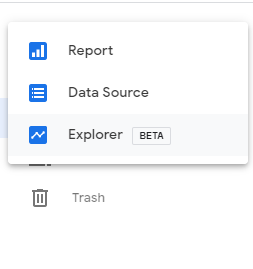 Report
Data Source
Explorer BETA
Trash